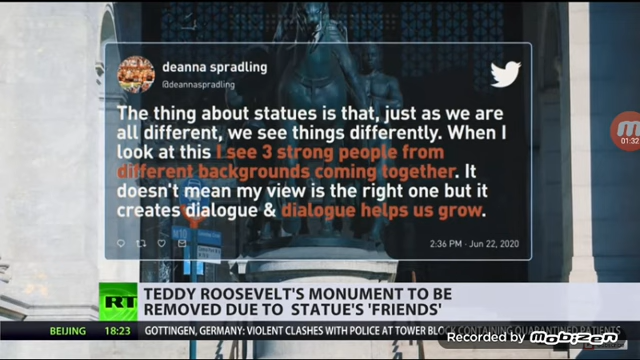 deanna spradling
@deannaspradling
The thing about statues is that, just as we are
all different, we see things differently. When I
look at this I see 3 strong people from
different backgrounds coming together. It
doesn't mean my view is the right one but it
creates dialogue & dialogue helps us grow.
2:36 PM · Jun 22, 2020
01:32
RT
TEDDY ROOSEVELT'S MONUMENT TO BE
REMOVED DUE TO STATUE'S 'FRIENDS'
BEIJING 18:23 GOTTINGEN, GERMANY: VIOLENT CLASHES WITH POLICE AT TOWER BLOCK CONTAINING QUARANTINED PATIENTS
Recorded by mobizen